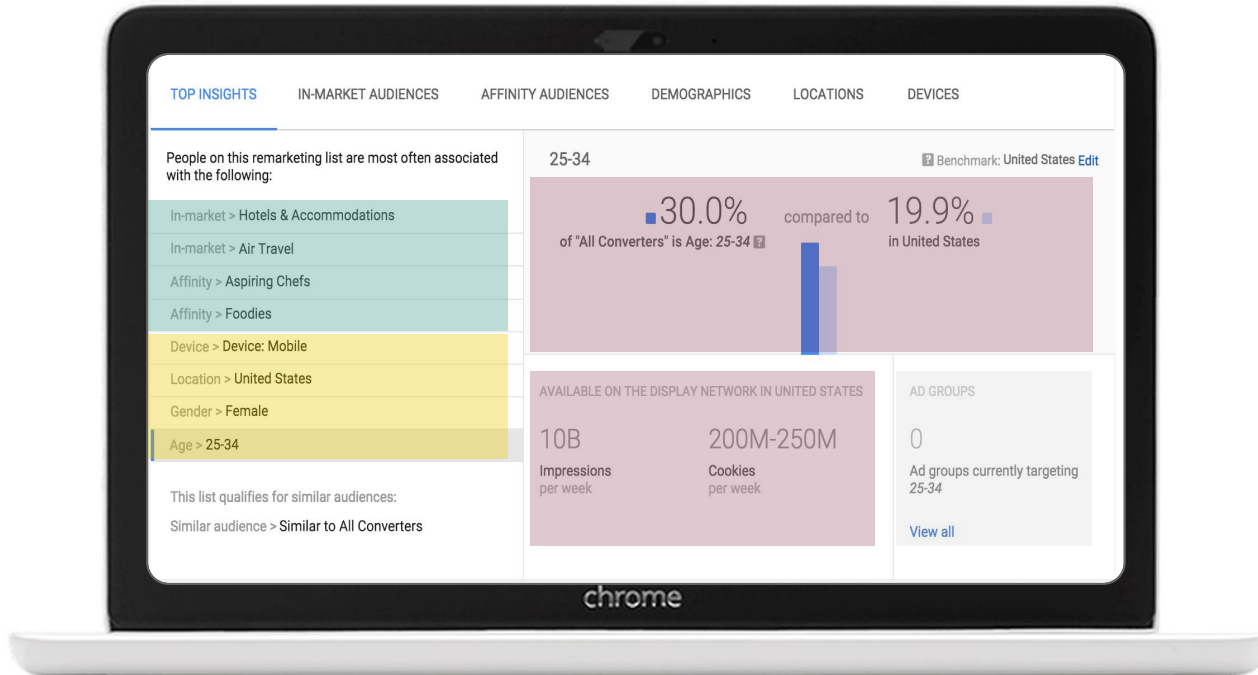 TOP INSIGHTS IN-MARKET AUDIENCES AFFINITY AUDIENCES DEMOGRAPHICS LOCATIONS DEVICES
People on this remarketing list are most often associated
with the following:
In-market > Hotels & Accommodations
In-market > Air Travel
Affinity > Aspiring Chefs
Affinity > Foodies
Device > Device: Mobile
Location > United States
Gender > Female
Age > 25-34
This list qualifies for similar audiences:
Similar audience > Similar to All Converters
25-34
? Benchmark: United States Edit
30.0% compared to 19.9%
of "All Converters" is Age: 25-34 ? in United States
AVAILABLE ON THE DISPLAY NETWORK IN UNITED STATES
10B 200M-250M
Impressions Cookies
per week per week
AD GROUPS
0
Ad groups currently targeting
25-34
View all
chrome